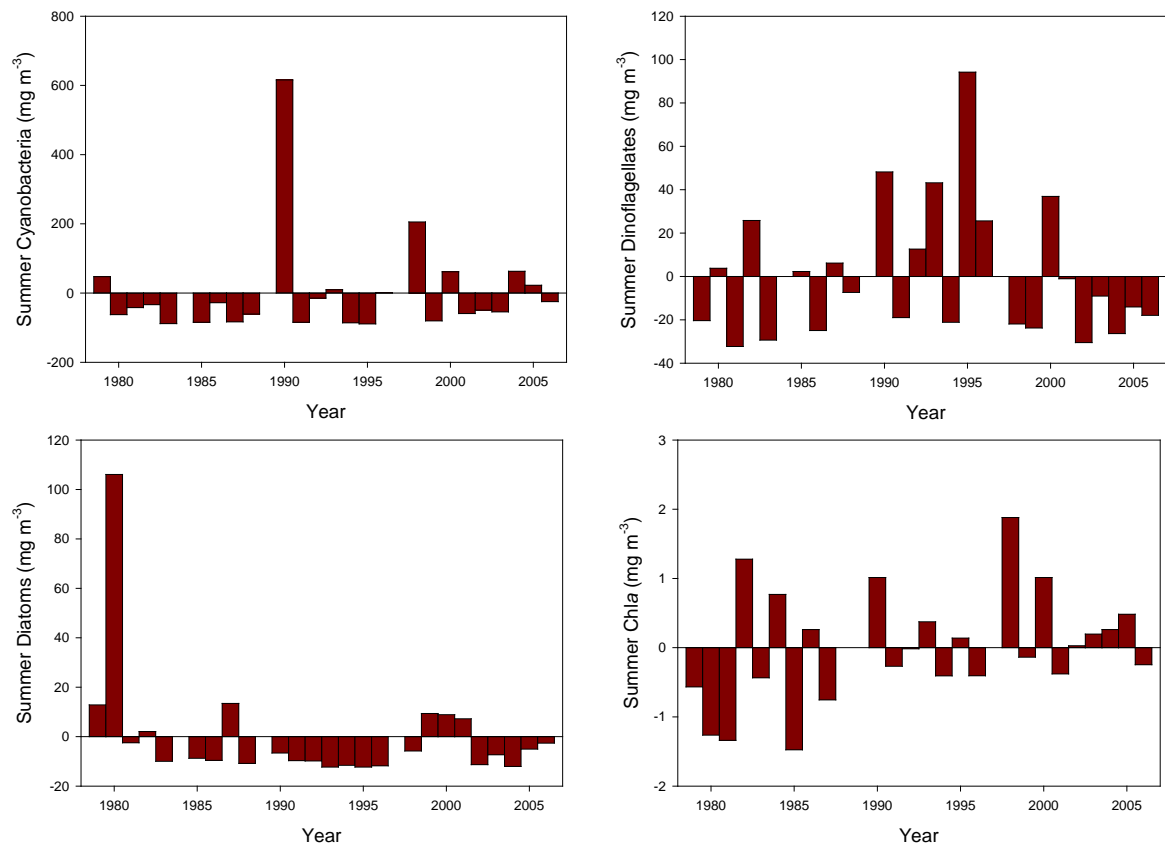 Summer Cyanobacteria (mg m-3)
800
600
400
200
0
-200
1980 1985 1990 1995 2000 2005
Year
Summer Dinoflagellates (mg m-3)
120
100
80
60
40
20
0
-20
-40
1980 1985 1990 1995 2000 2005
Year
Summer Diatoms (mg m-3)
120
100
80
60
40
20
0
-20
1980 1985 1990 1995 2000 2005
Year
Summer Chla (mg m-3)
3
2
1
0
-1
-2
1980 1985 1990 1995 2000 2005
Year